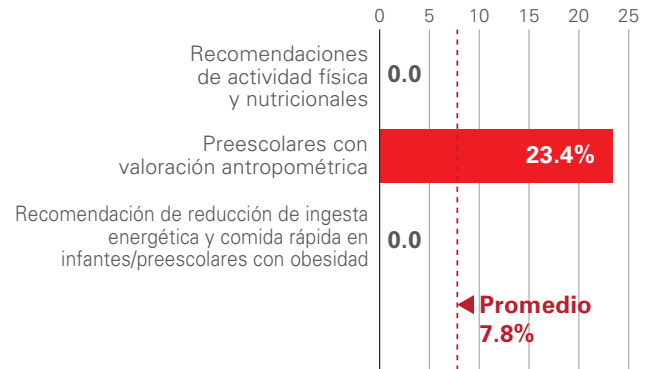 0 5 10 15 20 25
Recomendaciones
de actividad física
y nutricionales
0.0
Preescolares con
valoración antropométrica
23.4%
Recomendación de reducción de ingesta
energética y comida rápida en
infantes/preescolares con obesidad
0.0
Promedio
7.8%